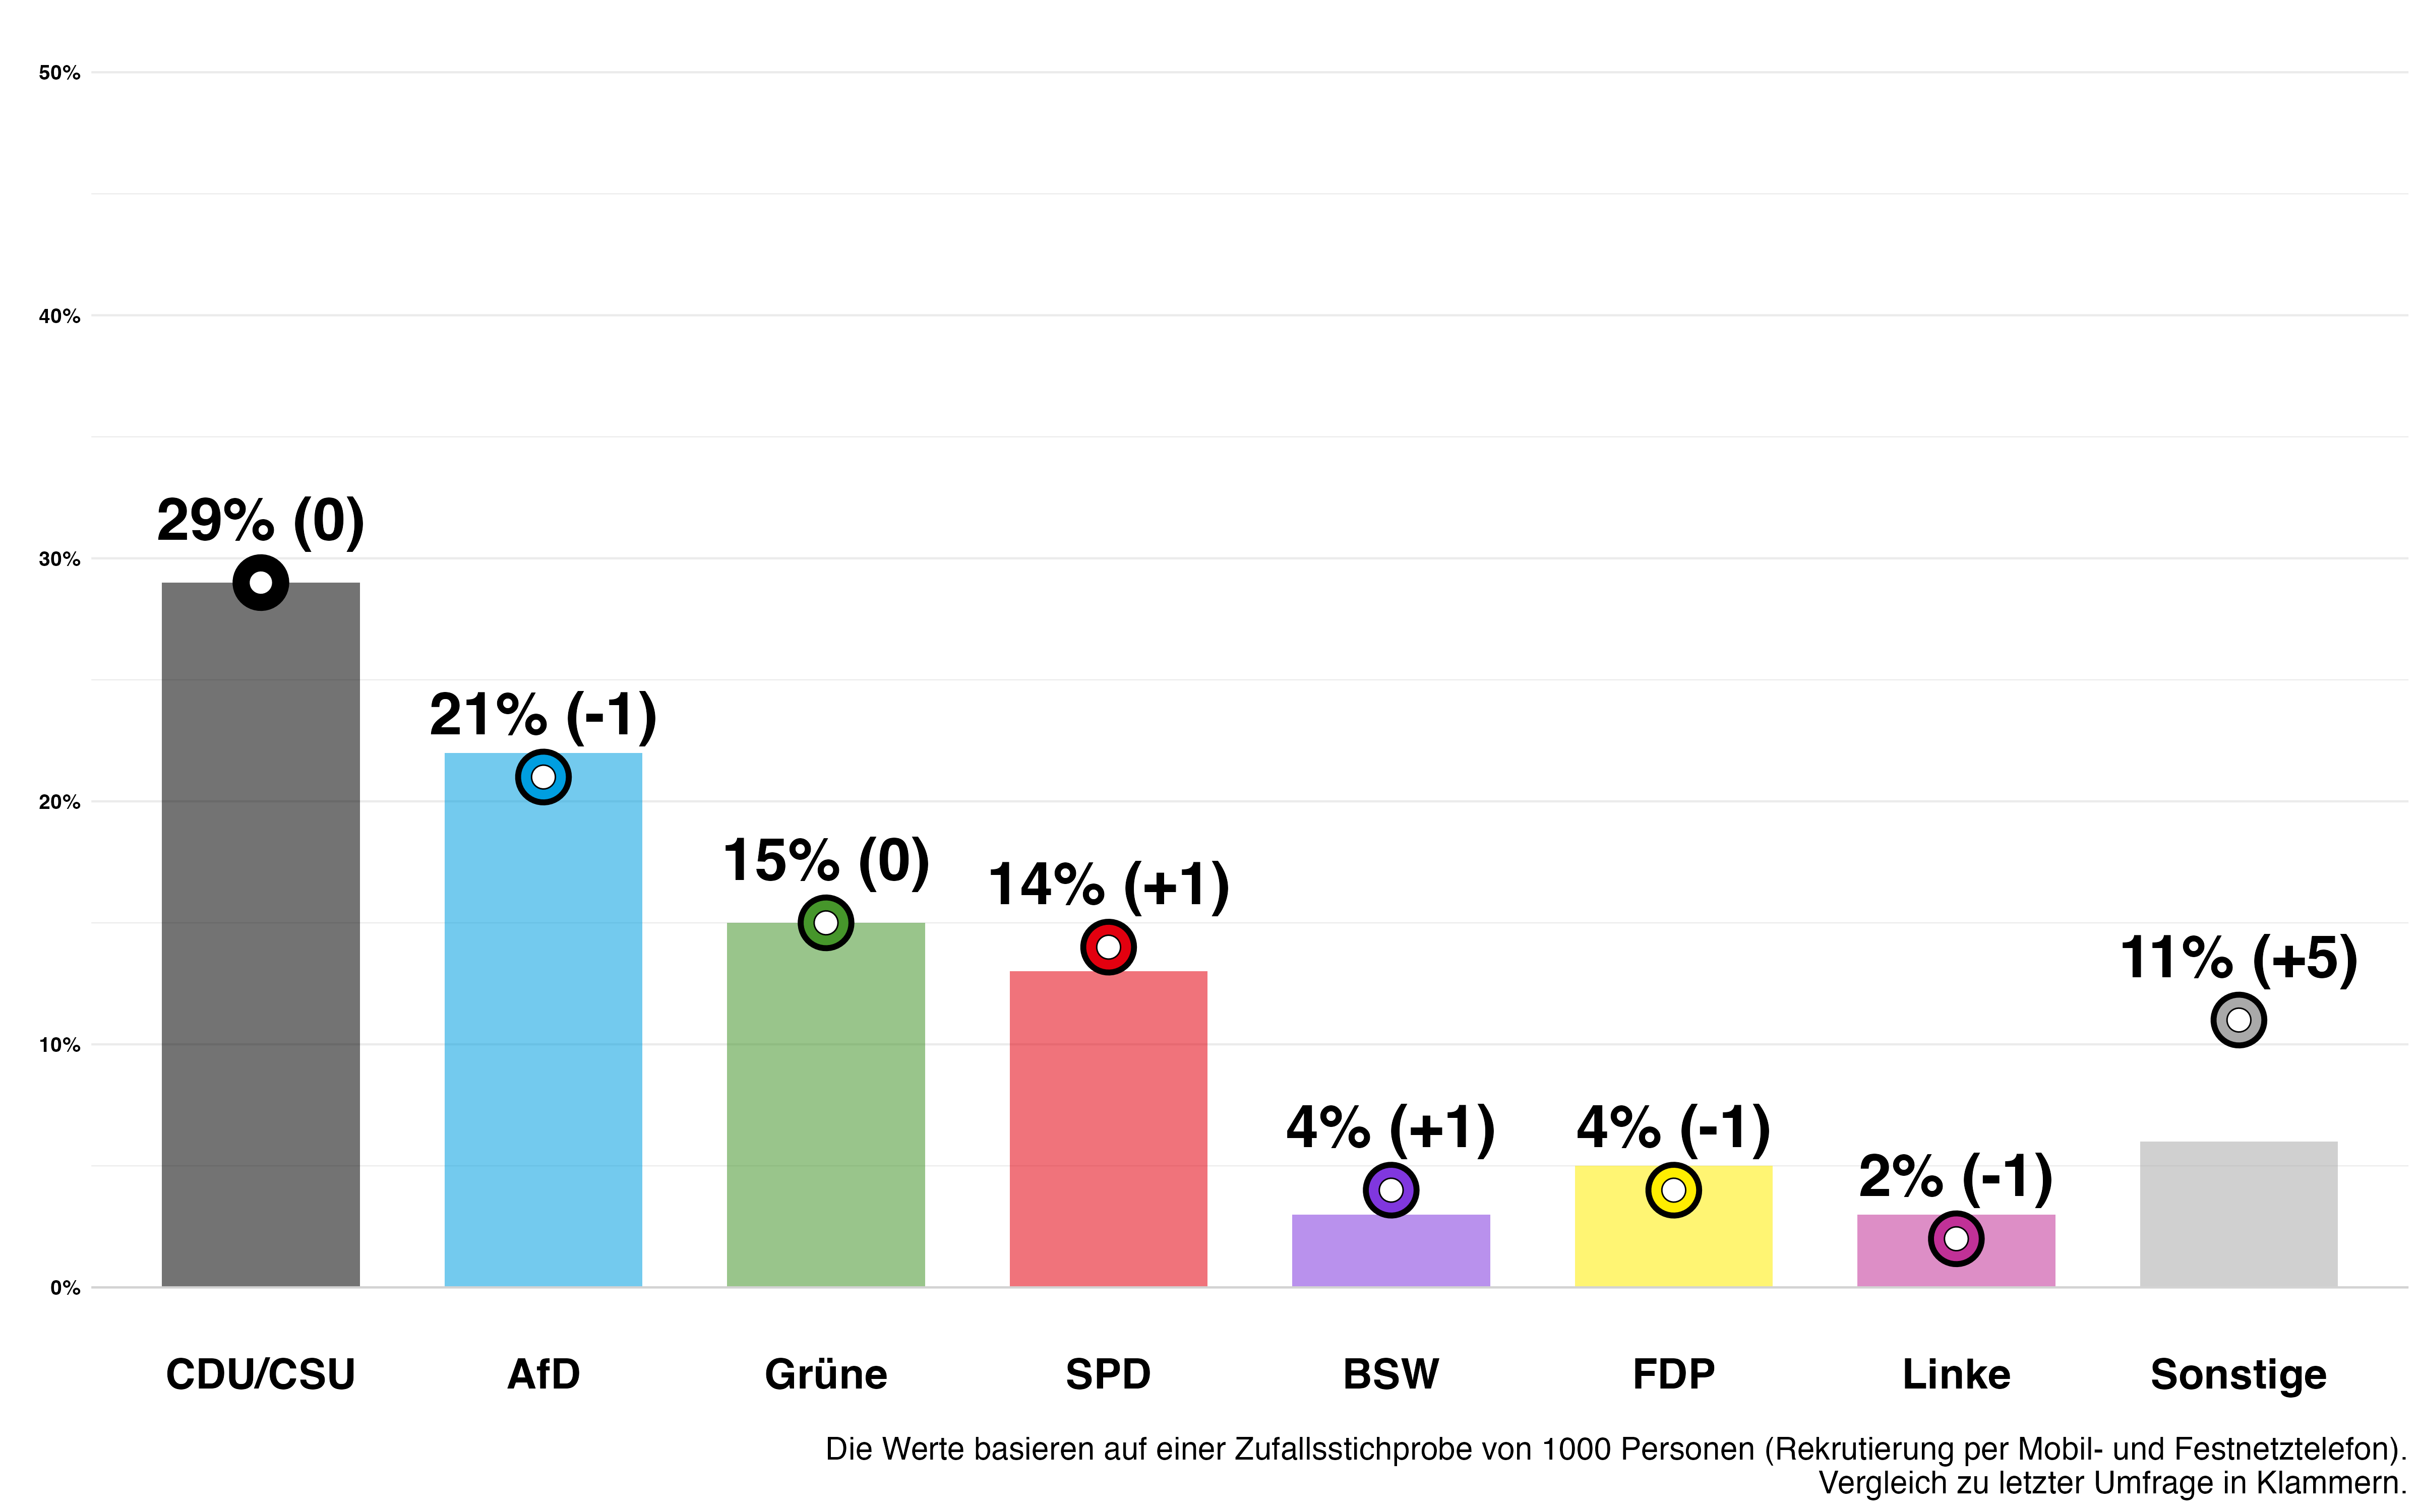 50%
40%
30%
20%
10%
0%
29% (0)
21% (-1)
15% (0)
14% (+1)
4% (+1)
4% (-1)
2% (-1)
11% (+5)
CDU/CSU
AfD
Grüne
SPD
BSW
FDP
Linke
Sonstige
Die Werte basieren auf einer Zufallsstichprobe von 1000 Personen (Rekrutierung per Mobil- und Festnetztelefon).
Vergleich zu letzter Umfrage in Klammern.